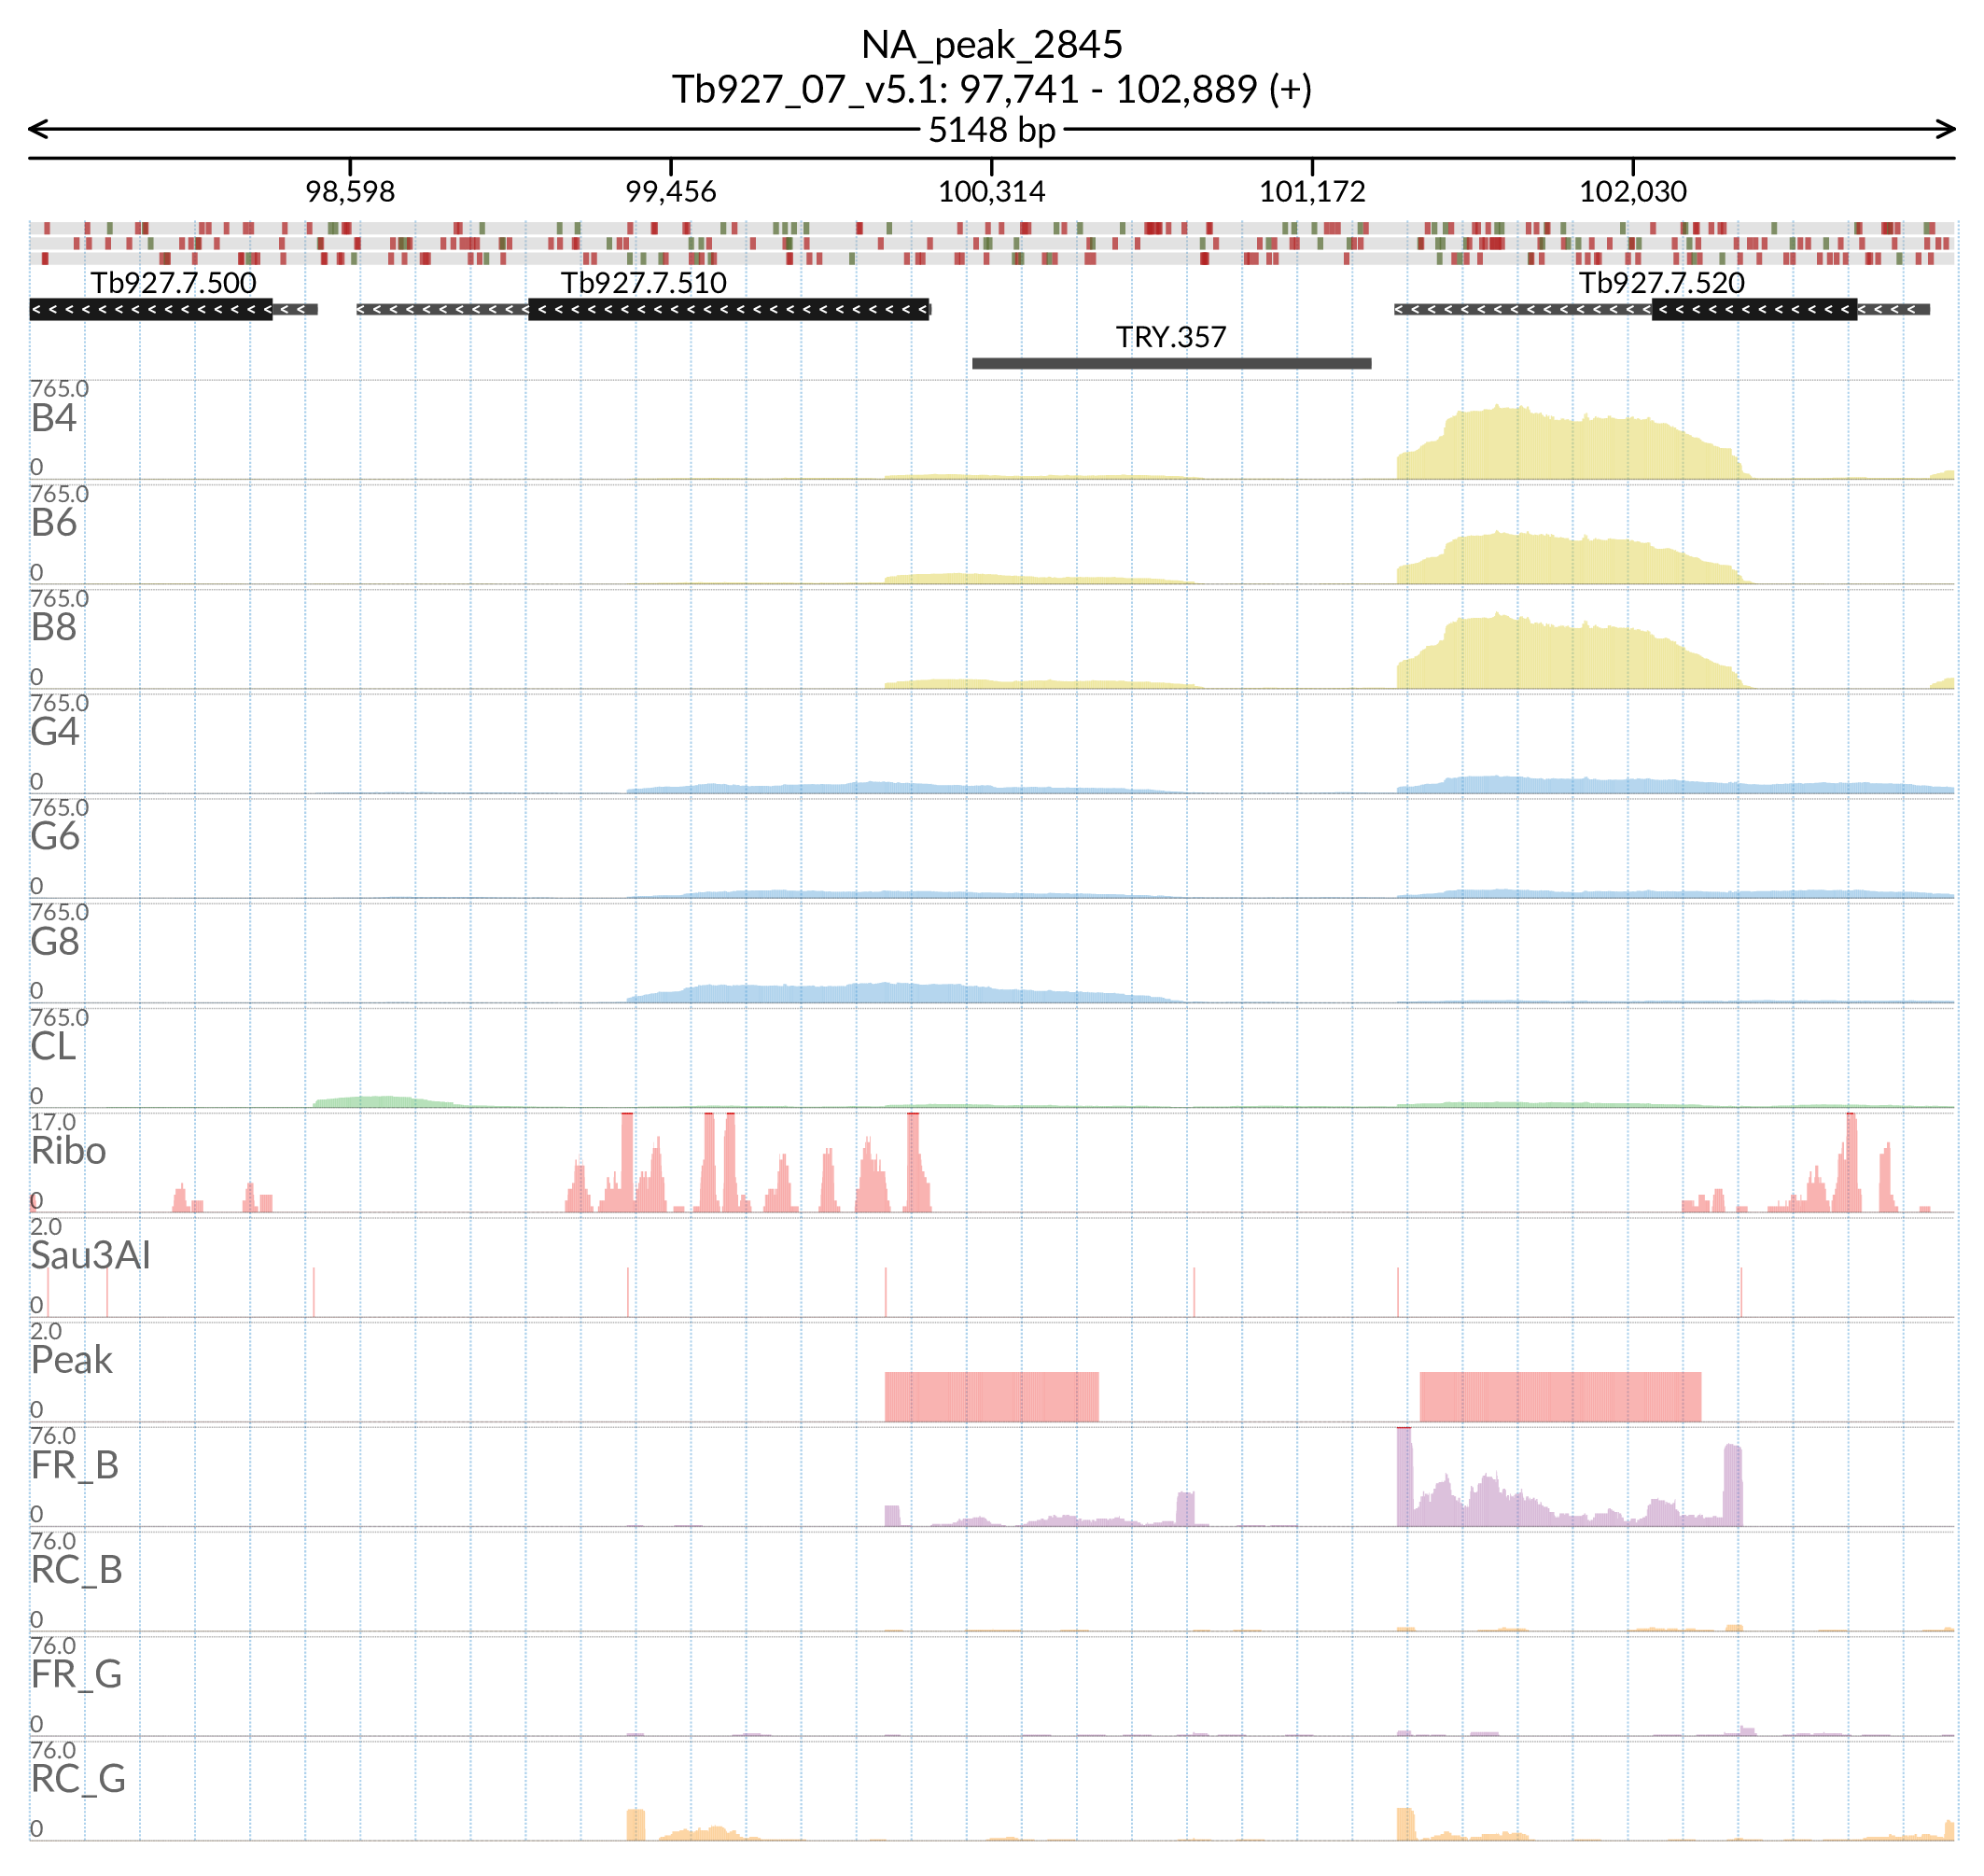 NA_peak_2845
Tb927_07_v5.1: 97,741 - 102,889 (+)
5148 bp
98,598 99,456 100,314 101,172 102,030
Tb927.7.500 Tb927.7.510 Tb927.7.520
TRY.357
765.0
B4
0
765.0
B6
0
765.0
B8
0
765.0
G4
0
765.0
G6
0
765.0
G8
0
765.0
CL
0
17.0
Ribo
0
2.0
Sau3AI
0
2.0
Peak
0
76.0
FR_B
0
76.0
RC_B
0
76.0
FR_G
0
76.0
RC_G
0